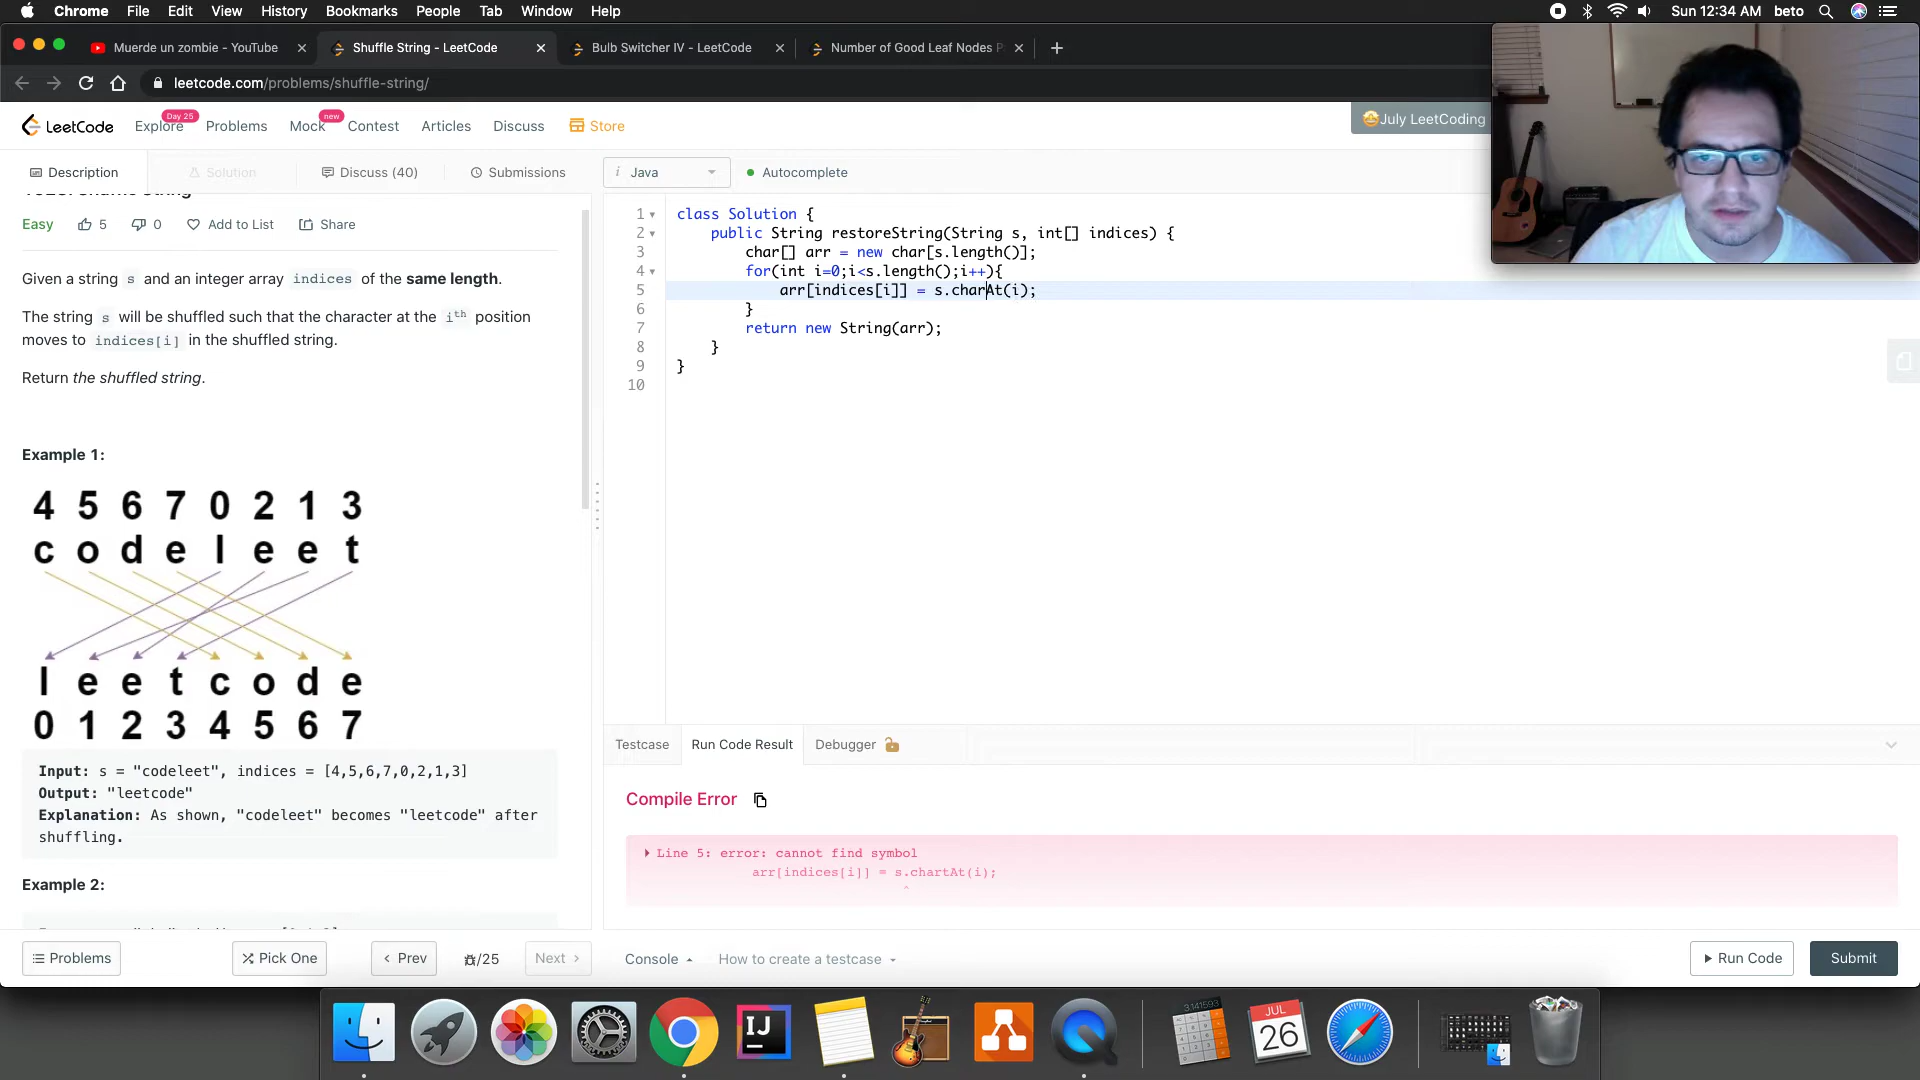 Chrome File Edit View History Bookmarks People Tab Window Help
Sun 12:34 AM beto
Muerde un zombie - YouTube
Shuffle String - LeetCode
Bulb Switcher IV - LeetCode
Number of Good Leaf Nodes P
leetcode.com/problems/shuffle-string/
LeetCode
Day 25
new
Explore Problems Mock Contest Articles Discuss Store
July LeetCoding
Description Solution Discuss (40) Submissions
i Java Autocomplete
Easy 5 0 Add to List Share
Given a string s and an integer array indices of the same length.
The string s will be shuffled such that the character at the ith position
moves to indices[i] in the shuffled string.
Return the shuffled string.
Example 1:
4 5 6 7 0 2 1 3
c o d e l e e t
l e e t c o d e
0 1 2 3 4 5 6 7
Input: s = "codeleet", indices = [4,5,6,7,0,2,1,3]
Output: "leetcode"
Explanation: As shown, "codeleet" becomes "leetcode" after
shuffling.
Example 2:
1 class Solution {
2 public String restoreString(String s, int[] indices) {
3 char[] arr = new char[s.length()];
4 for(int i=0;i<s.length();i++){
5 arr[indices[i]] = s.charAt(i);
6 }
7 return new String(arr);
8 }
9 }
10
Testcase Run Code Result Debugger
Compile Error
Line 5: error: cannot find symbol
arr[indices[i]] = s.chartAt(i);
^
Problems Pick One Prev /25 Next
Console How to create a testcase Run Code Submit
IJ
3.141593
JUL
26